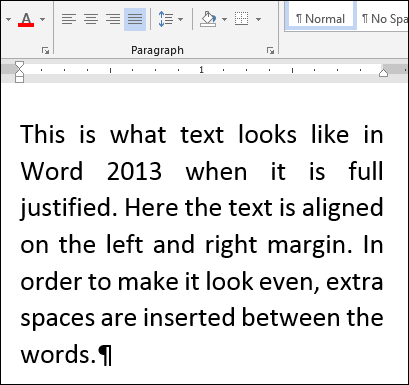 A
¶ Normal
¶ No Spa
Paragraph
1
This is what text looks like in
Word 2013 when it is full
justified. Here the text is aligned
on the left and right margin. In
order to make it look even, extra
spaces are inserted between the
words.¶